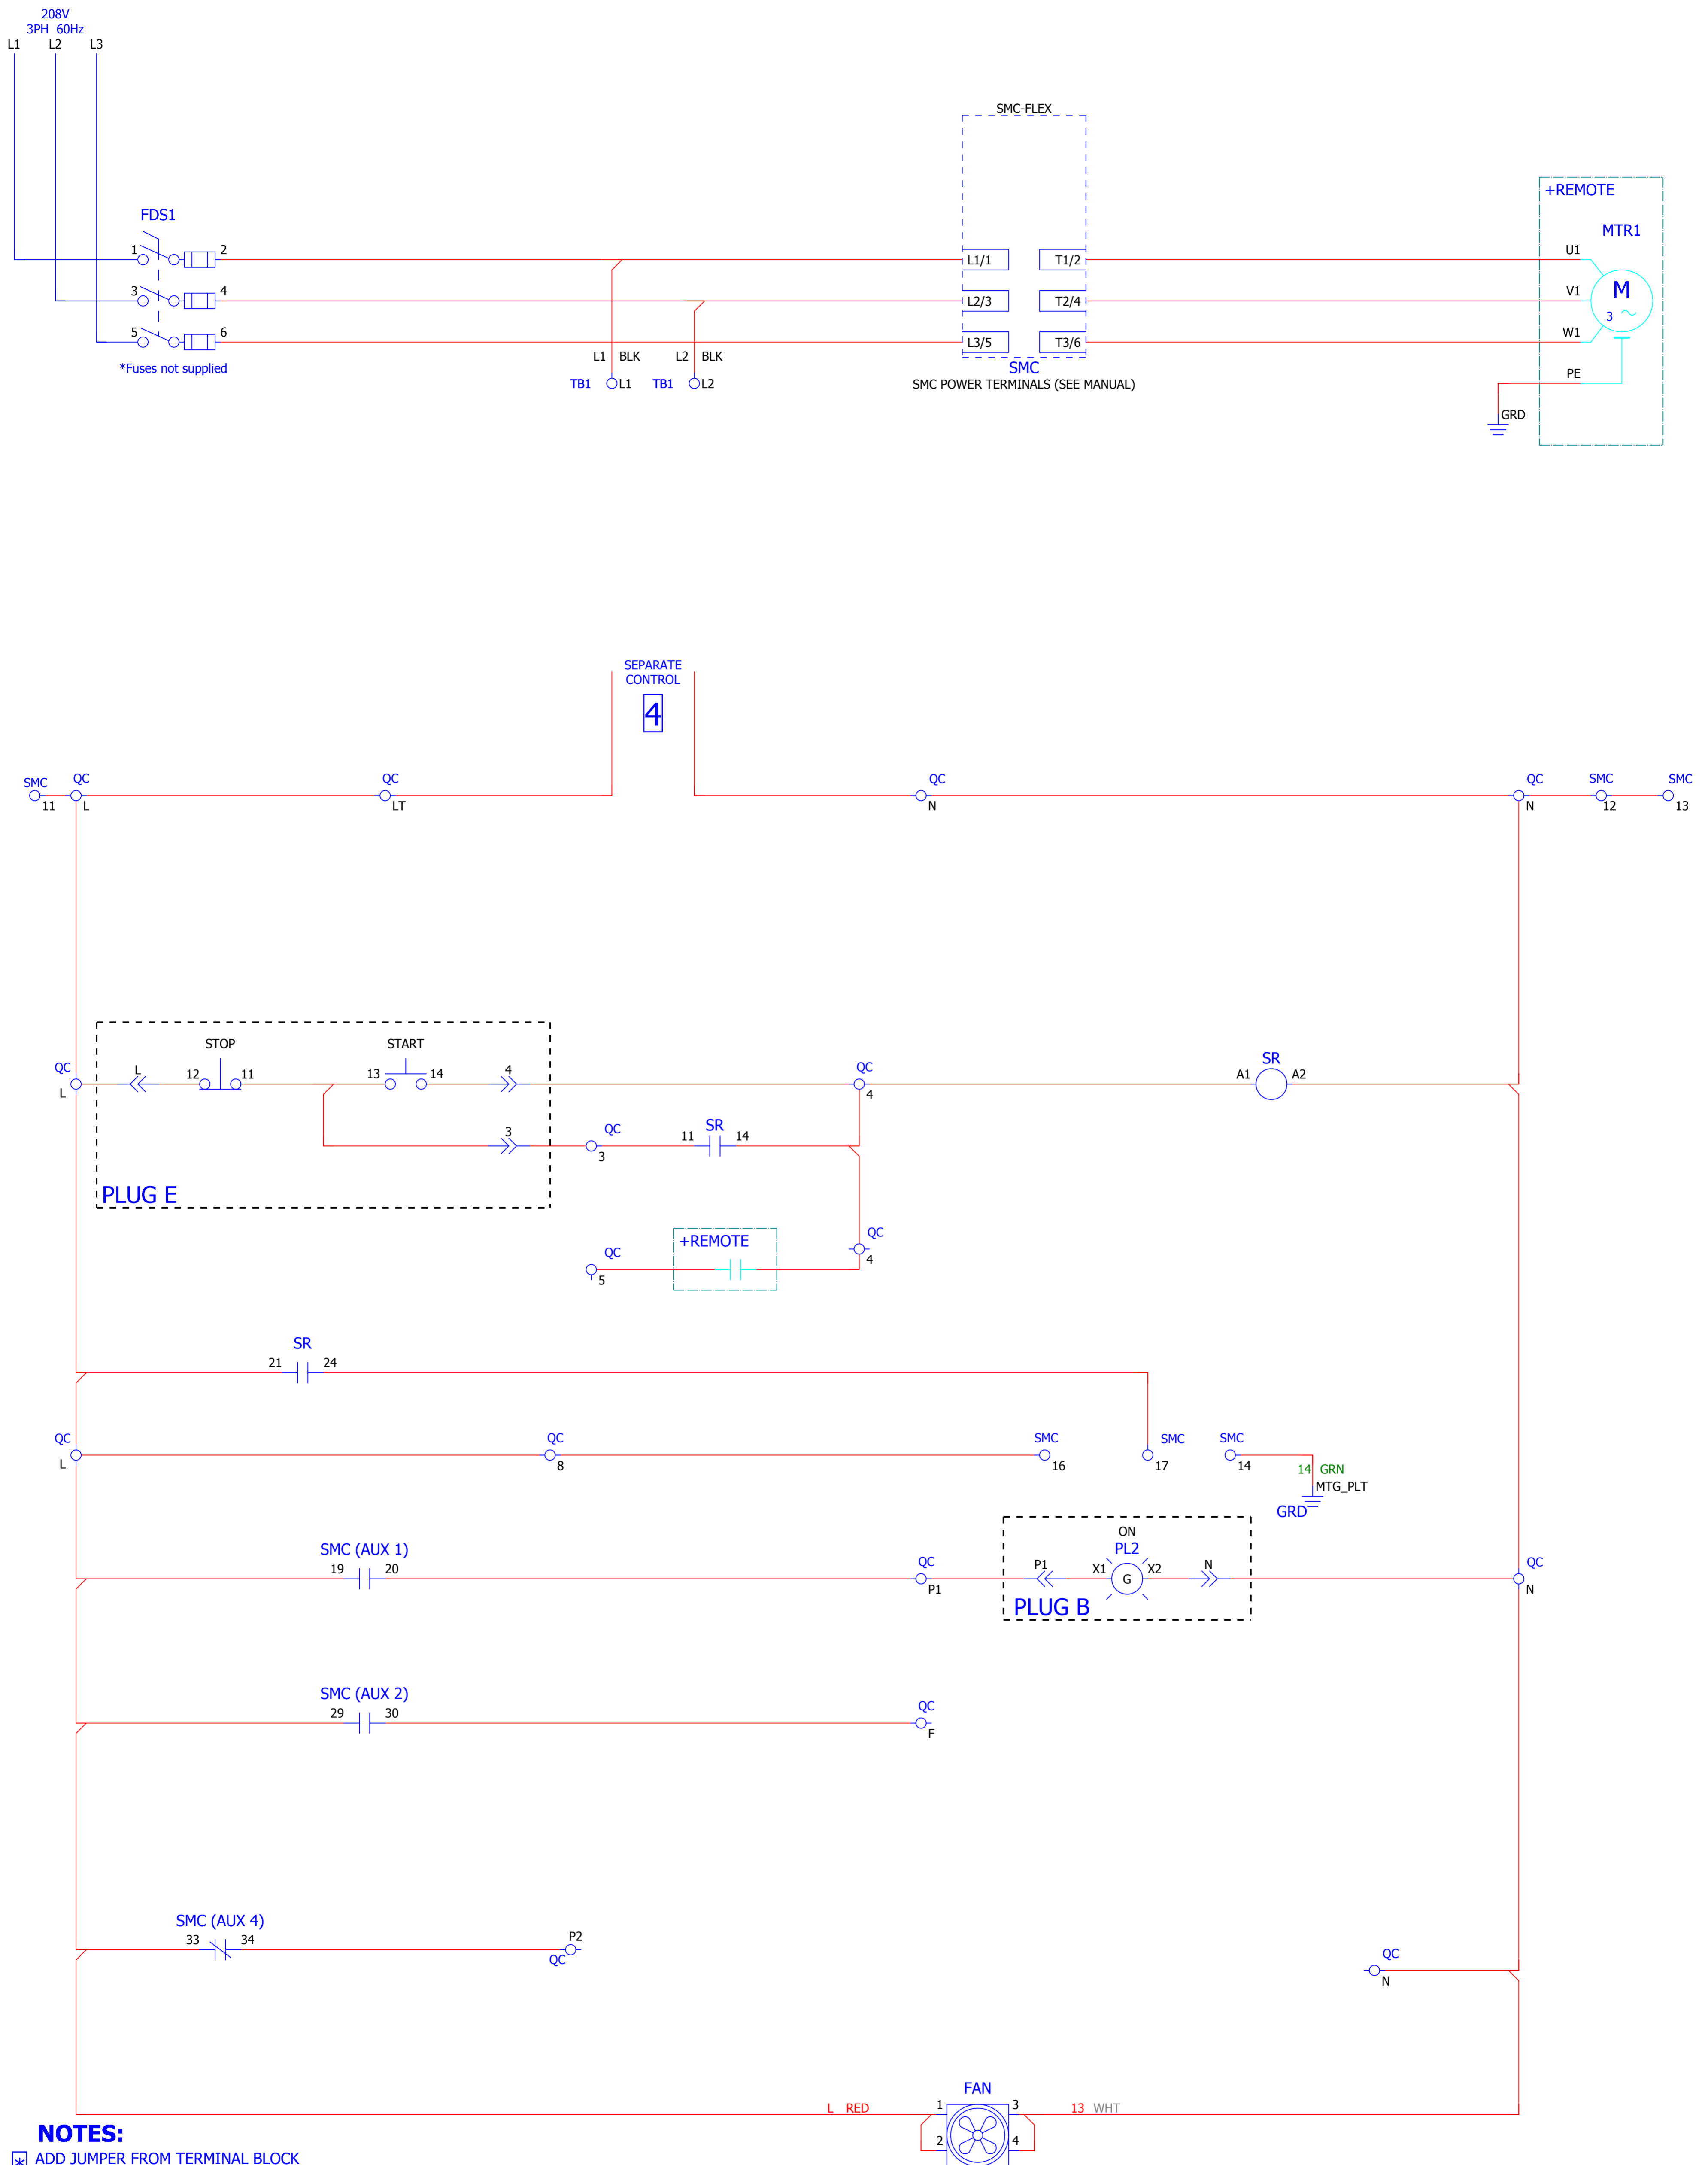 208V
3PH 60Hz
L1 L2 L3
SMC-FLEX
+REMOTE
FDS1
MTR1
1 2 L1/1 T1/2 U1
3 4 L2/3 T2/4 V1 M
3
5 6 L3/5 T3/6 W1
*Fuses not supplied
L1 BLK L2 BLK
SMC
TB1 L1 TB1 L2
SMC POWER TERMINALS (SEE MANUAL)
PE
GRD
SEPARATE
CONTROL
4
SMC QC QC QC QC SMC SMC
11 L LT N N 12 13
STOP START
QC L 12 11 13 14 4 QC SR
L 4 A1 A2
3 QC 11 SR 14
3
PLUG E
+REMOTE QC
QC 4
5
SR
21 24
QC QC SMC SMC SMC
L 8 16 17 14
14 GRN
MTG_PLT
GRD
ON
SMC (AUX 1) PL2
19 20 QC P1 X1 G X2 N QC
P1 N
PLUG B
SMC (AUX 2)
29 30 QC
F
SMC (AUX 4)
33 34 P2
QC QC
N
FAN
L RED 1 3 13 WHT
2 4
NOTES:
* ADD JUMPER FROM TERMINAL BLOCK